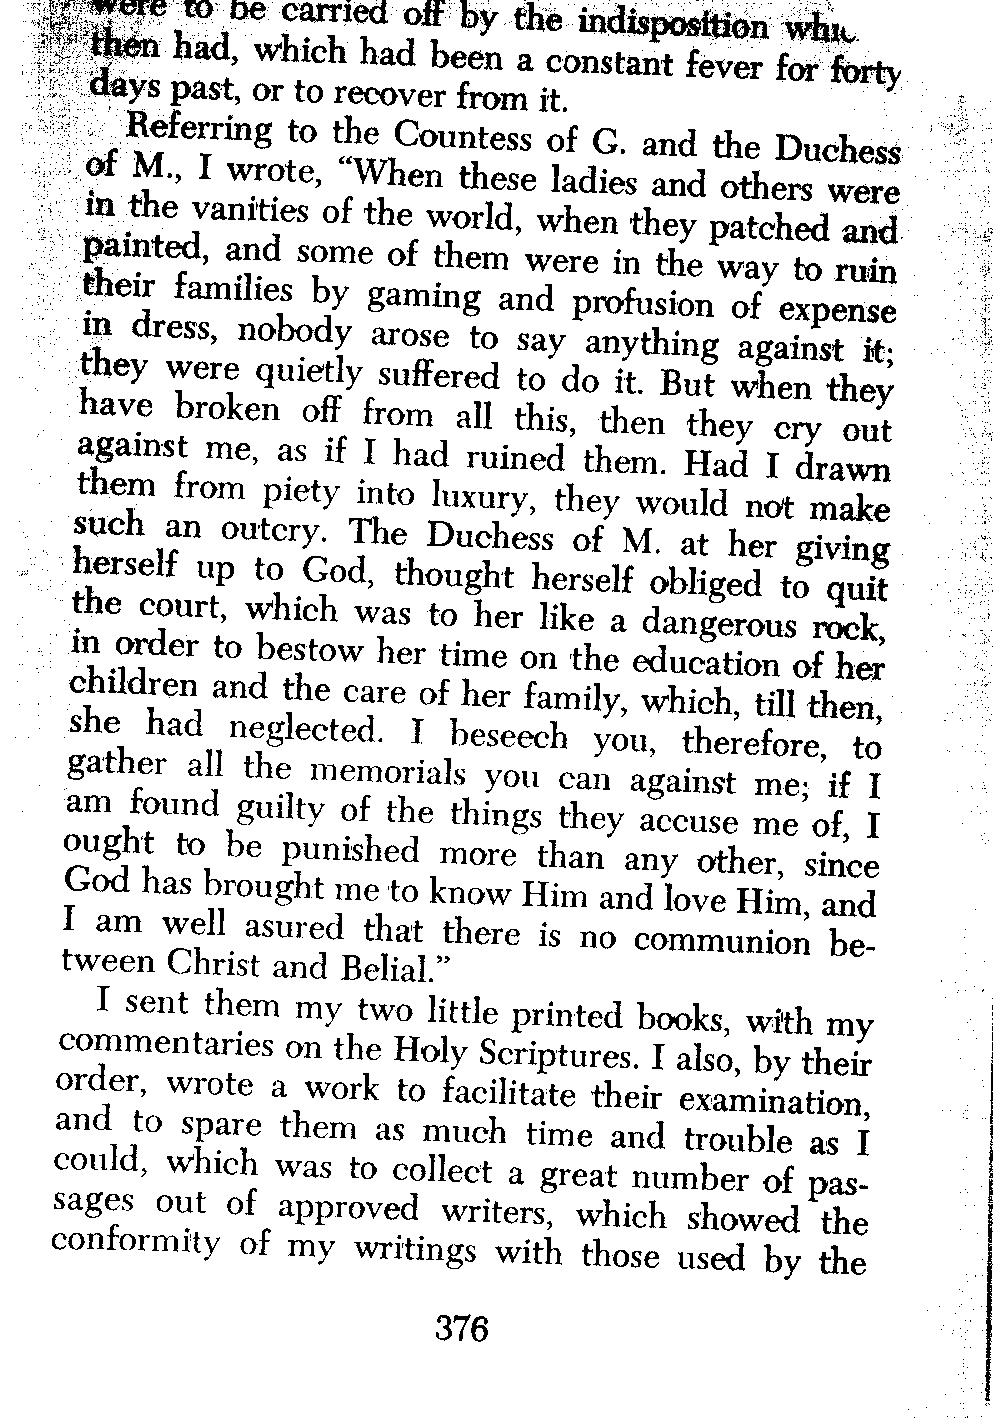 were to be carried off by the indisposition
then had, which had been a constant fever for forty
days past, or to recover from it.
Referring to the Countess of G. and the Duchess
of M., I wrote, “When these ladies and others were
in the vanities of the world, when they patched and
painted, and some of them were in the way to ruin
their families by gaming and profusion of expense
in dress, nobody arose to say anything against it;
they were quietly suffered to do it. But when they
have broken off from all this, then they cry out
against me, as if I had ruined them. Had I drawn
them from piety into luxury, they would not make
such an outcry. The Duchess of M. at her giving
herself up to God, thought herself obliged to quit
the court, which was to her like a dangerous rock,
in order to bestow her time on the education of her
children and the care of her family, which, till then,
she had neglected. I beseech you, therefore, to
gather all the memorials you can against me; if I
am found guilty of the things they accuse me of, I
ought to be punished more than any other, since
God has brought me to know Him and love Him, and
I am well asured that there is no communion be-
tween Christ and Belial.”
I sent them my two little printed books, with my
commentaries on the Holy Scriptures. I also, by their
order, wrote a work to facilitate their examination,
and to spare them as much time and trouble as I
could, which was to collect a great number of pas-
sages out of approved writers, which showed the
conformity of my writings with those used by the
376